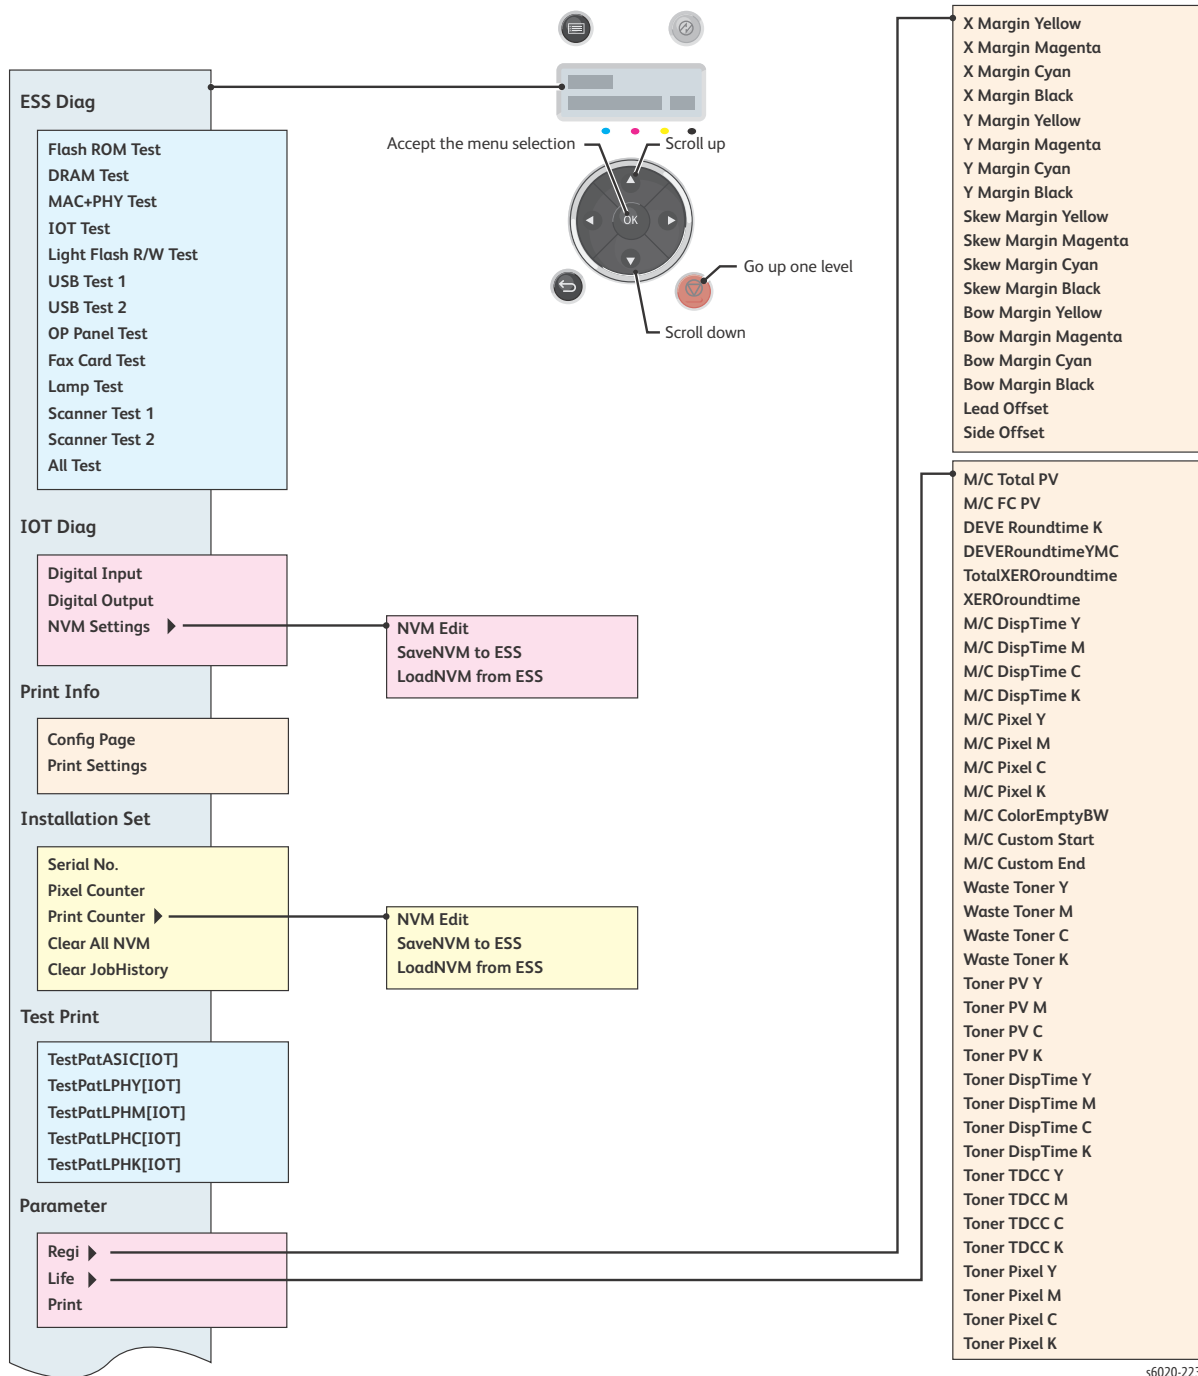 ESS Diag
Flash ROM Test
DRAM Test
MAC+PHY Test
IOT Test
Light Flash R/W Test
USB Test 1
USB Test 2
OP Panel Test
Fax Card Test
Lamp Test
Scanner Test 1
Scanner Test 2
All Test
IOT Diag
Digital Input
Digital Output
NVM Settings
NVM Edit
SaveNVM to ESS
LoadNVM from ESS
Print Info
Config Page
Print Settings
Installation Set
Serial No.
Pixel Counter
Print Counter
Clear All NVM
Clear JobHistory
NVM Edit
SaveNVM to ESS
LoadNVM from ESS
Test Print
TestPatASIC[IOT]
TestPatLPHY[IOT]
TestPatLPHM[IOT]
TestPatLPHC[IOT]
TestPatLPHK[IOT]
Parameter
Regi
Life
Print
Accept the menu selection
Scroll up
OK
Go up one level
Scroll down
X Margin Yellow
X Margin Magenta
X Margin Cyan
X Margin Black
Y Margin Yellow
Y Margin Magenta
Y Margin Cyan
Y Margin Black
Skew Margin Yellow
Skew Margin Magenta
Skew Margin Cyan
Skew Margin Black
Bow Margin Yellow
Bow Margin Magenta
Bow Margin Cyan
Bow Margin Black
Lead Offset
Side Offset
M/C Total PV
M/C FC PV
DEVE Roundtime K
DEVERoundtimeYMC
TotalXEROroundtime
XEROroundtime
M/C DispTime Y
M/C DispTime M
M/C DispTime C
M/C DispTime K
M/C Pixel Y
M/C Pixel M
M/C Pixel C
M/C Pixel K
M/C ColorEmptyBW
M/C Custom Start
M/C Custom End
Waste Toner Y
Waste Toner M
Waste Toner C
Waste Toner K
Toner PV Y
Toner PV M
Toner PV C
Toner PV K
Toner DispTime Y
Toner DispTime M
Toner DispTime C
Toner DispTime K
Toner TDCC Y
Toner TDCC M
Toner TDCC C
Toner TDCC K
Toner Pixel Y
Toner Pixel M
Toner Pixel C
Toner Pixel K
s6020-223